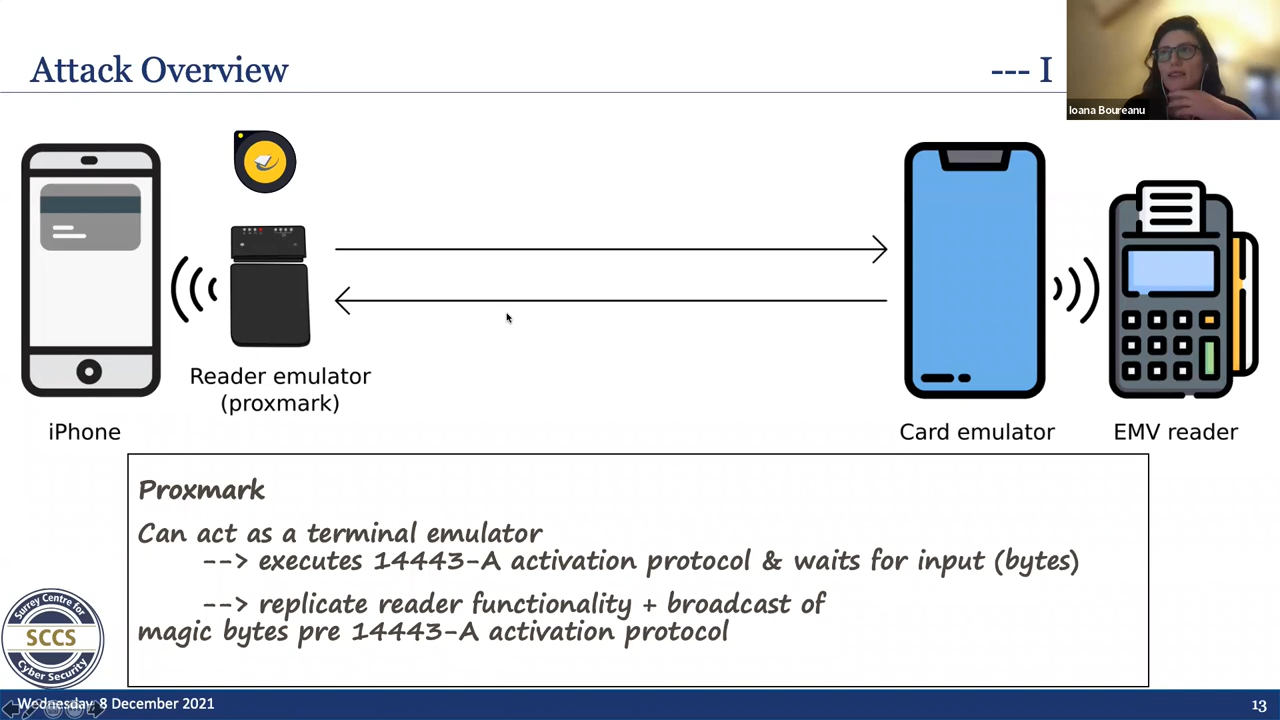 Attack Overview
--- I
Ioana Boureanu
Reader emulator
(proxmark)
iPhone
Card emulator
EMV reader
Proxmark
Can act as a terminal emulator
--> executes 14443-A activation protocol & waits for input (bytes)
--> replicate reader functionality + broadcast of
magic bytes pre 14443-A activation protocol
Surrey Centre for
SCCS
Cyber Security
Wednesday, 8 December 2021
13